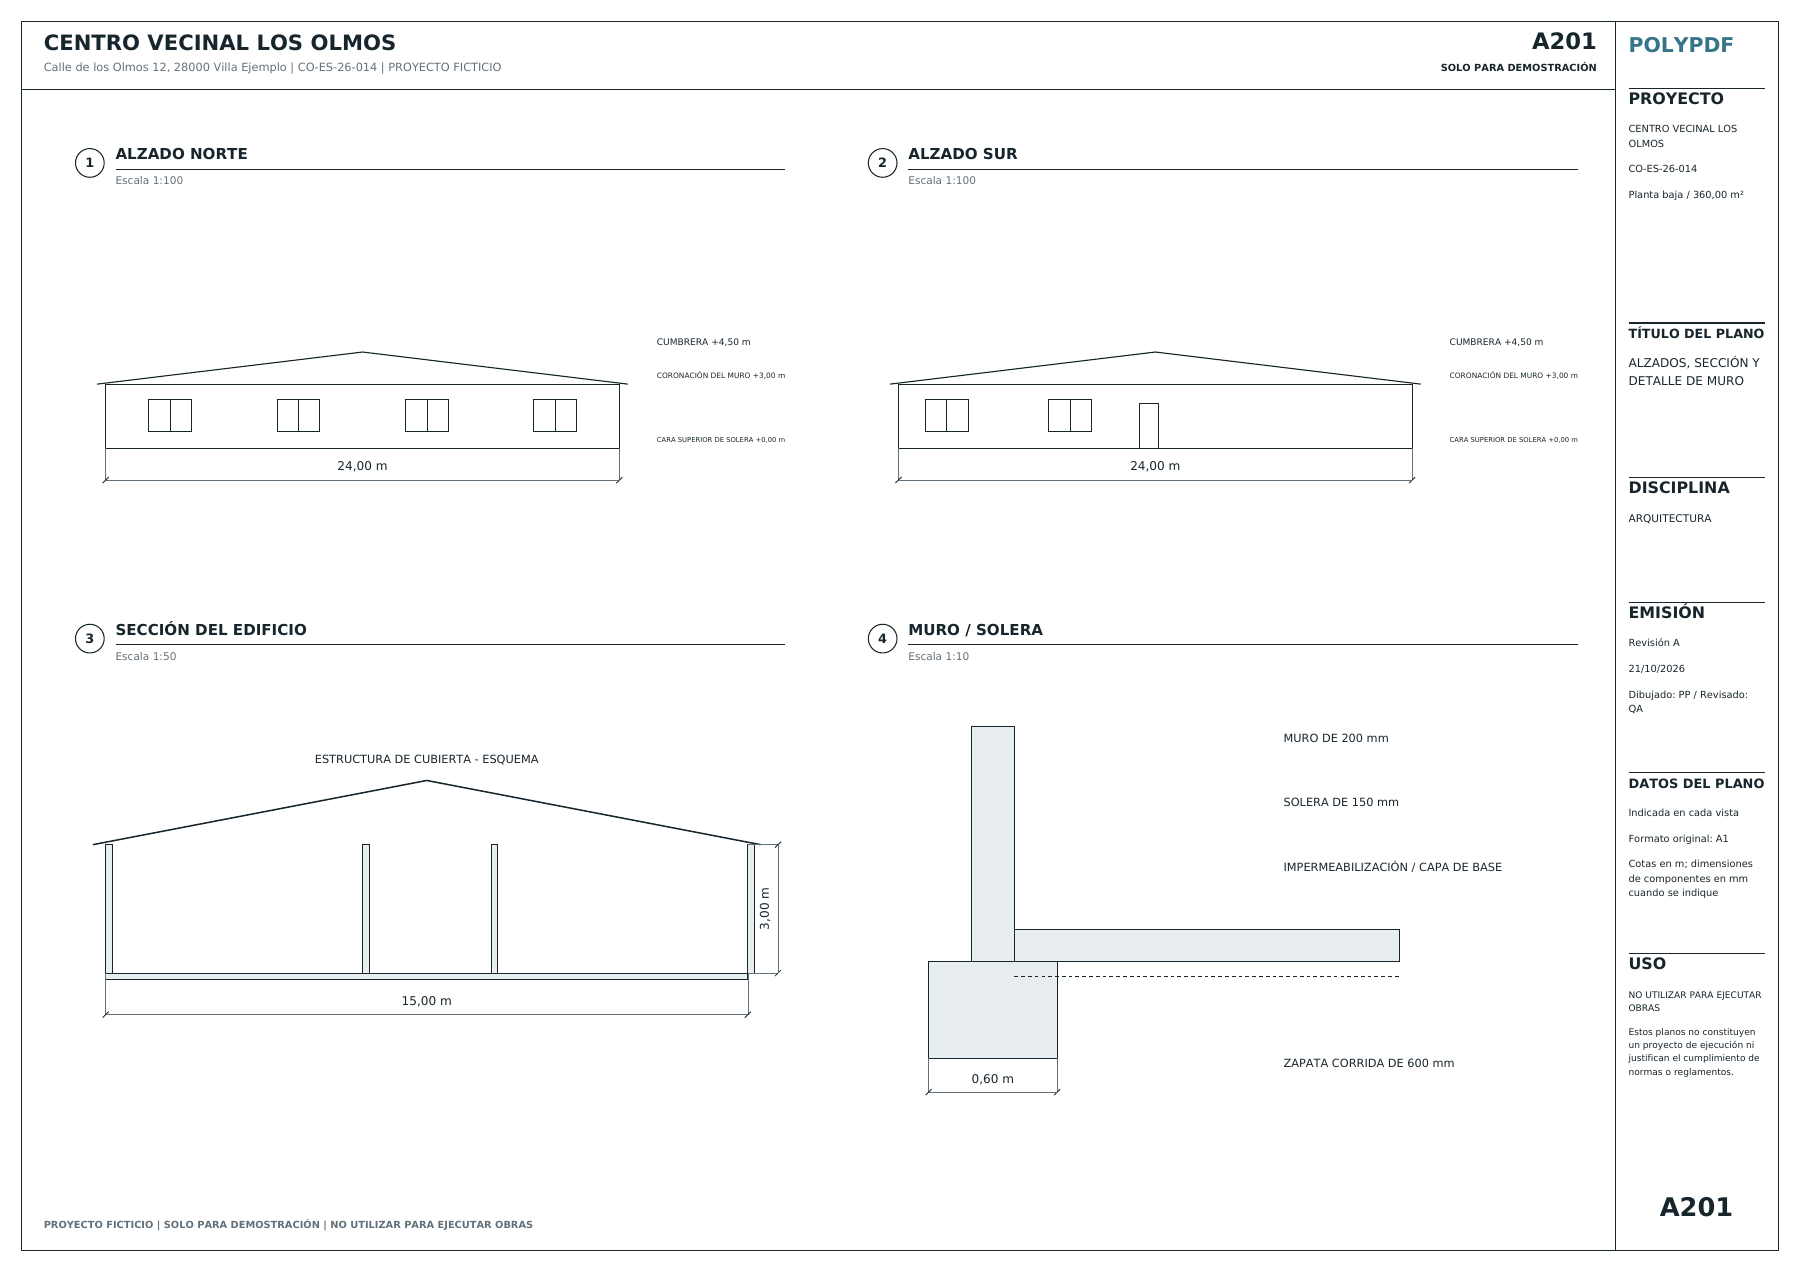 CENTRO VECINAL LOS OLMOS
Calle de los Olmos 12, 28000 Villa Ejemplo | CO-ES-26-014 | PROYECTO FICTICIO
A201
SOLO PARA DEMOSTRACIÓN
1
ALZADO NORTE
Escala 1:100
CUMBRERA +4,50 m
CORONACIÓN DEL MURO +3,00 m
CARA SUPERIOR DE SOLERA +0,00 m
24,00 m
2
ALZADO SUR
Escala 1:100
CUMBRERA +4,50 m
CORONACIÓN DEL MURO +3,00 m
CARA SUPERIOR DE SOLERA +0,00 m
24,00 m
3
SECCIÓN DEL EDIFICIO
Escala 1:50
ESTRUCTURA DE CUBIERTA - ESQUEMA
3,00 m
15,00 m
4
MURO / SOLERA
Escala 1:10
MURO DE 200 mm
SOLERA DE 150 mm
IMPERMEABILIZACIÓN / CAPA DE BASE
ZAPATA CORRIDA DE 600 mm
0,60 m
PROYECTO FICTICIO | SOLO PARA DEMOSTRACIÓN | NO UTILIZAR PARA EJECUTAR OBRAS
POLYPDF
PROYECTO
CENTRO VECINAL LOS
OLMOS
CO-ES-26-014
Planta baja / 360,00 m²
TÍTULO DEL PLANO
ALZADOS, SECCIÓN Y
DETALLE DE MURO
DISCIPLINA
ARQUITECTURA
EMISIÓN
Revisión A
21/10/2026
Dibujado: PP / Revisado:
QA
DATOS DEL PLANO
Indicada en cada vista
Formato original: A1
Cotas en m; dimensiones
de componentes en mm
cuando se indique
USO
NO UTILIZAR PARA EJECUTAR
OBRAS
Estos planos no constituyen
un proyecto de ejecución ni
justifican el cumplimiento de
normas o reglamentos.
A201